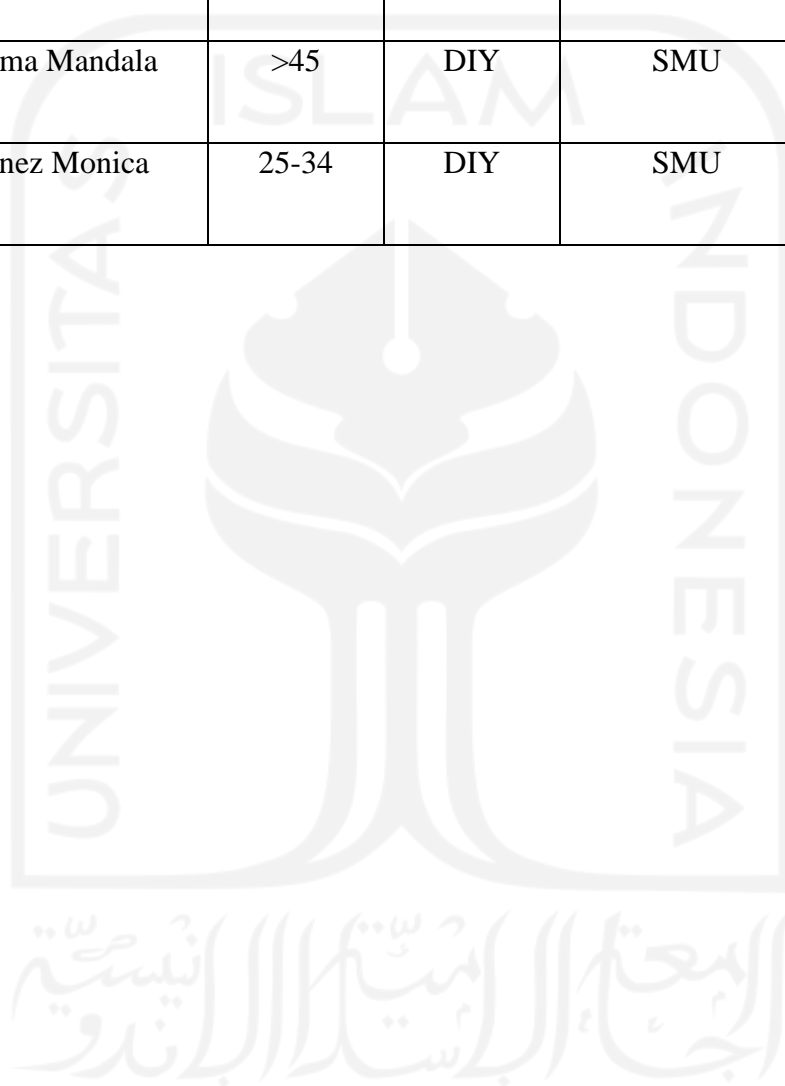 ma Mandala >45 DIY SMU
nez Monica 25-34 DIY SMU
ISLAM
UNIVERSITAS
INDONESIA